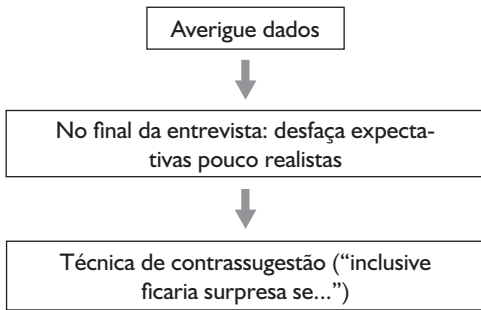 Averigue dados
No final da entrevista: desfaça expecta-
tivas pouco realistas
Técnica de contrassugestão (“inclusive
ficaria surpresa se...”)